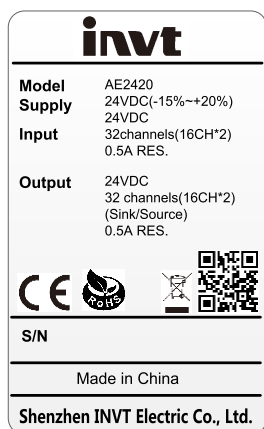 invt
Model AE2420
Supply 24VDC(-15%~+20%)
24VDC
Input 32channels(16CH*2)
0.5A RES.
Output 24VDC
32 channels(16CH*2)
(Sink/Source)
0.5A RES.
CE RoHS
S/N
Made in China
Shenzhen INVT Electric Co., Ltd.